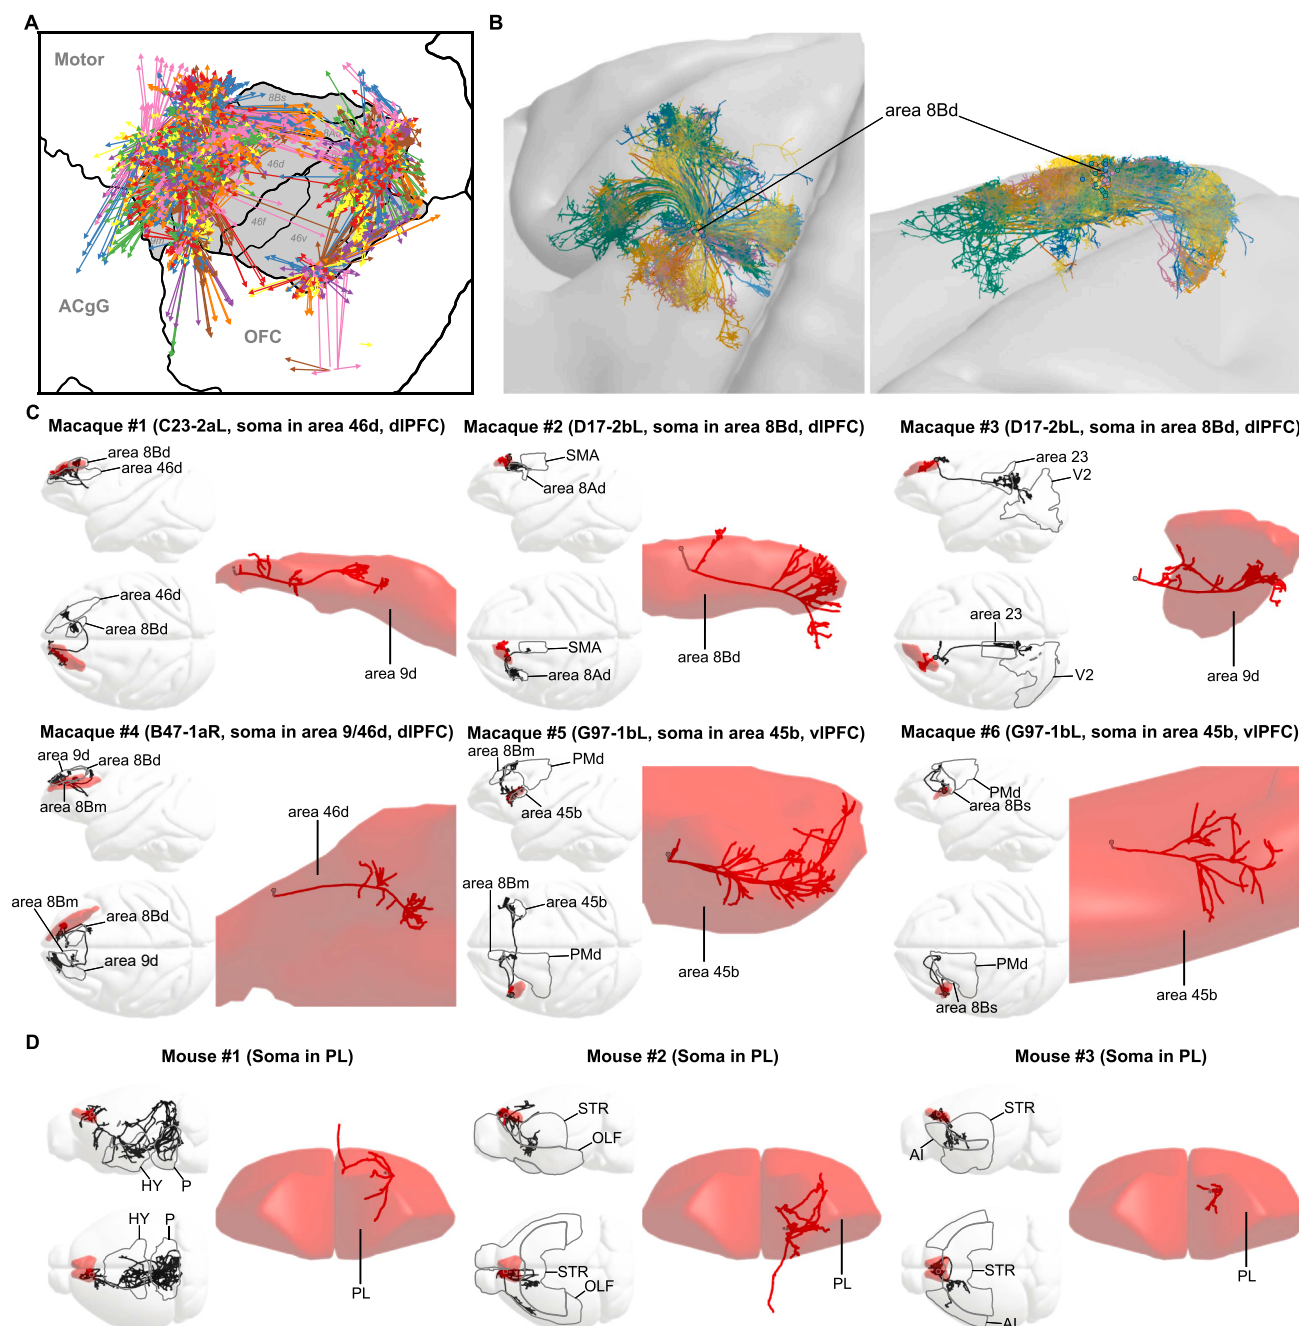 A
B
Motor
8Bs
8Ad
46d
46f
46v
ACgG
OFC
area 8Bd
C
Macaque #1 (C23-2aL, soma in area 46d, dlPFC)
area 8Bd
area 46d
area 46d
area 8Bd
area 9d
Macaque #2 (D17-2bL, soma in area 8Bd, dlPFC)
SMA
area 8Ad
SMA
area 8Ad
area 8Bd
Macaque #3 (D17-2bL, soma in area 8Bd, dlPFC)
area 23
V2
area 23
V2
area 9d
Macaque #4 (B47-1aR, soma in area 9/46d, dlPFC)
area 9d
area 8Bd
area 8Bm
area 46d
area 8Bm
area 8Bd
area 9d
Macaque #5 (G97-1bL, soma in area 45b, vlPFC)
area 8Bm
PMd
area 45b
area 8Bm
area 45b
PMd
area 45b
Macaque #6 (G97-1bL, soma in area 45b, vlPFC)
PMd
area 8Bs
PMd
area 8Bs
area 45b
D
Mouse #1 (Soma in PL)
HY
P
HY
P
PL
Mouse #2 (Soma in PL)
STR
OLF
STR
OLF
PL
Mouse #3 (Soma in PL)
STR
AI
STR
AI
PL